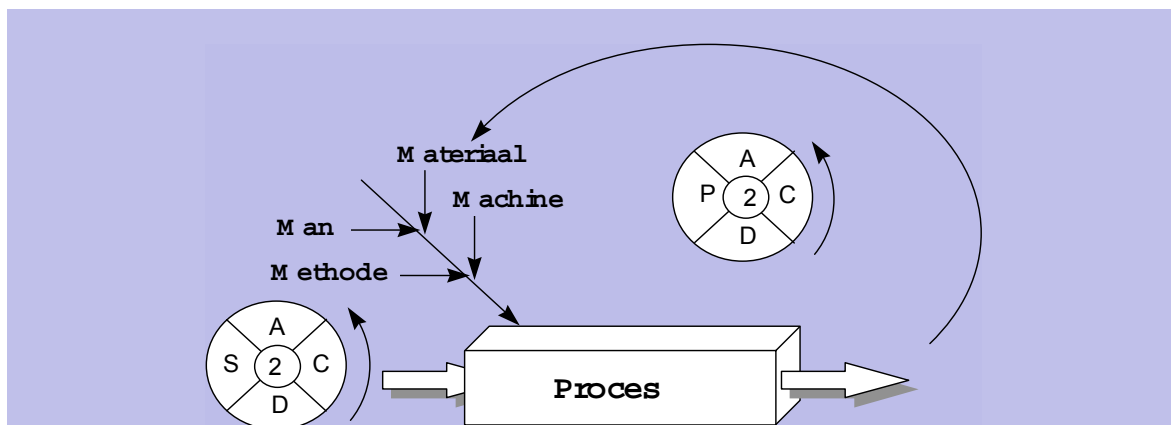 Materiaal
Machine
Man
Methode
A
P 2 C
D
A
S 2 C
D
Proces